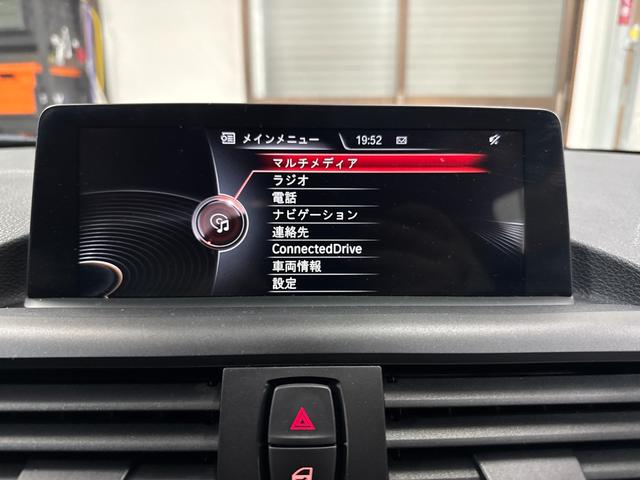 メインメニュー 19:52
マルチメディア
ラジオ
電話
ナビゲーション
連絡先
ConnectedDrive
車両情報
設定